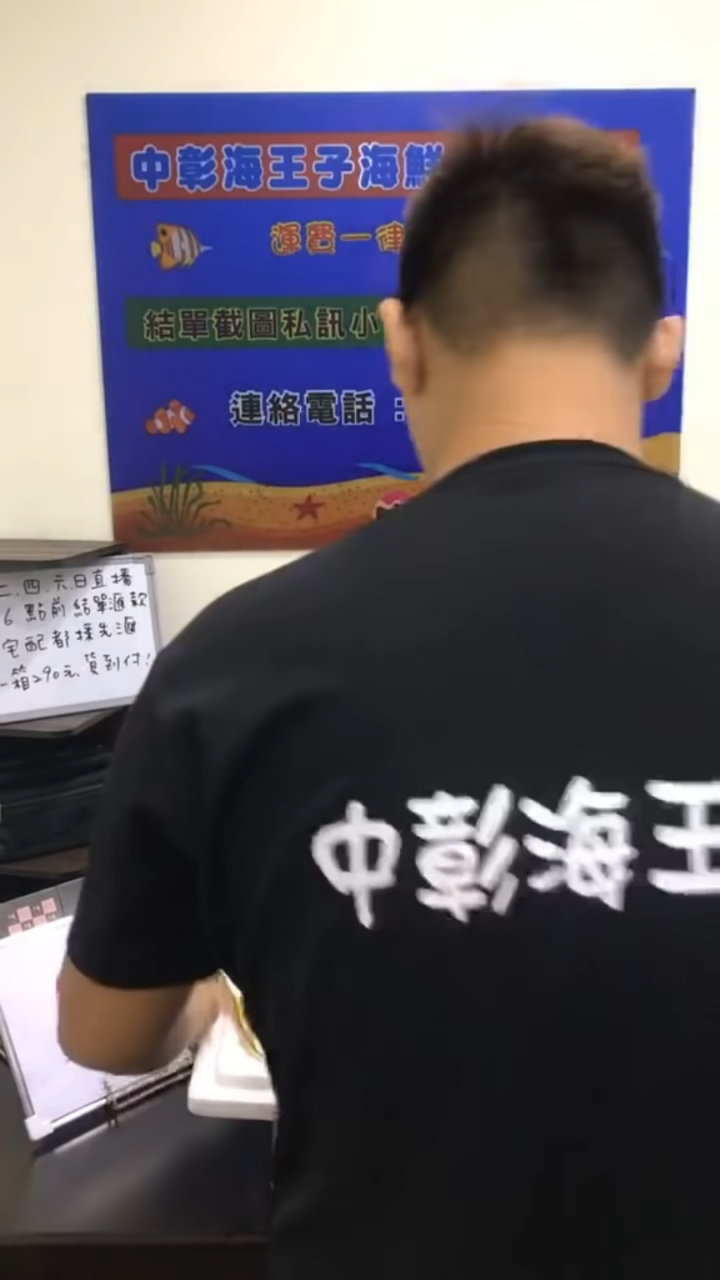 中彰海王子海鮮
運費一律
結單截圖私訊小
連絡電話：
二.四.六日直播
6點前結單匯款
宅配都採先匯
一箱290元.貨到付!
中彰海王